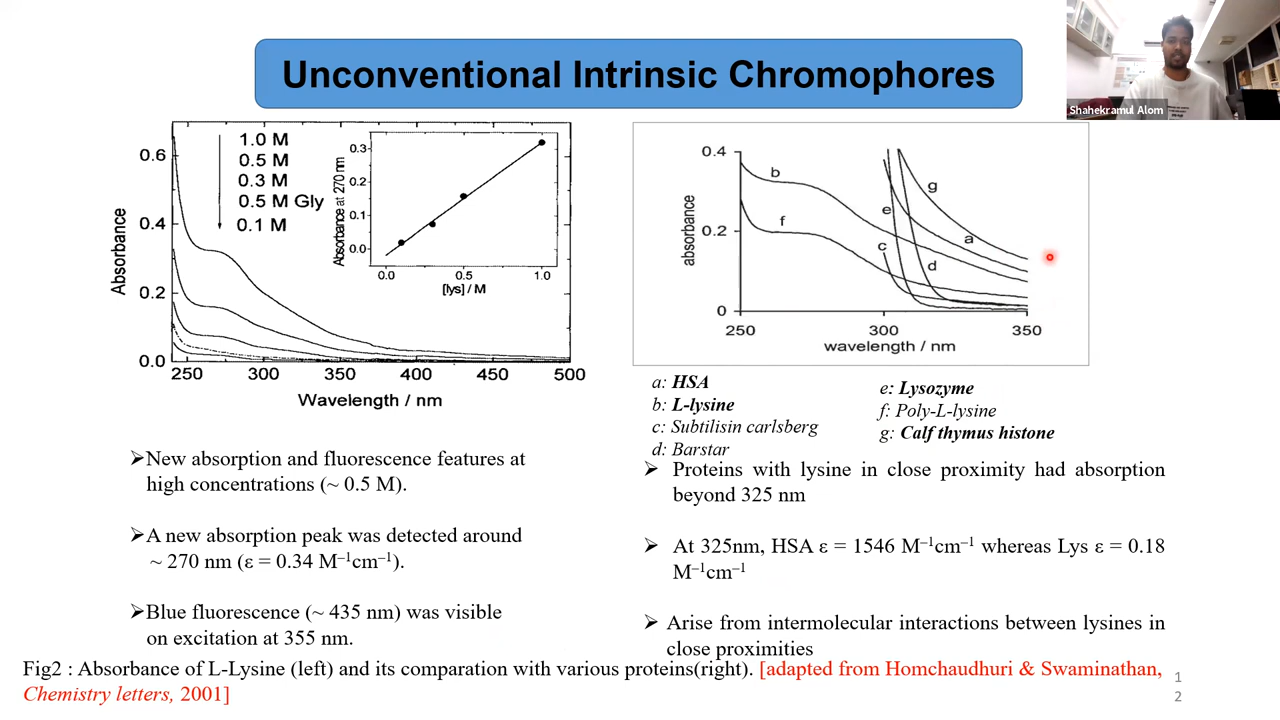 Unconventional Intrinsic Chromophores
Shahekramul Alom
1.0 M
0.5 M
0.3 M
0.5 M Gly
0.1 M
0.6
0.4
0.2
0.0
Absorbance
250 300 350 400 450 500
Wavelength / nm
0.3
0.2
0.1
0.0
Absorbance at 270 nm
0.0 0.5 1.0
[lys] / M
0.4
0.2
0
absorbance
b
f
e
c
g
a
d
250 300 350
wavelength / nm
a: HSA
b: L-lysine
c: Subtilisin carlsberg
d: Barstar
e: Lysozyme
f: Poly-L-lysine
g: Calf thymus histone
➢New absorption and fluorescence features at
high concentrations (~ 0.5 M).
➢A new absorption peak was detected around
~ 270 nm (ε = 0.34 M⁻¹cm⁻¹).
➢Blue fluorescence (~ 435 nm) was visible
on excitation at 355 nm.
➢ Proteins with lysine in close proximity had absorption
beyond 325 nm
➢ At 325nm, HSA ε = 1546 M⁻¹cm⁻¹ whereas Lys ε = 0.18
M⁻¹cm⁻¹
➢ Arise from intermolecular interactions between lysines in
close proximities
Fig2 : Absorbance of L-Lysine (left) and its comparation with various proteins(right). [adapted from Homchaudhuri & Swaminathan,
Chemistry letters, 2001]
1
2